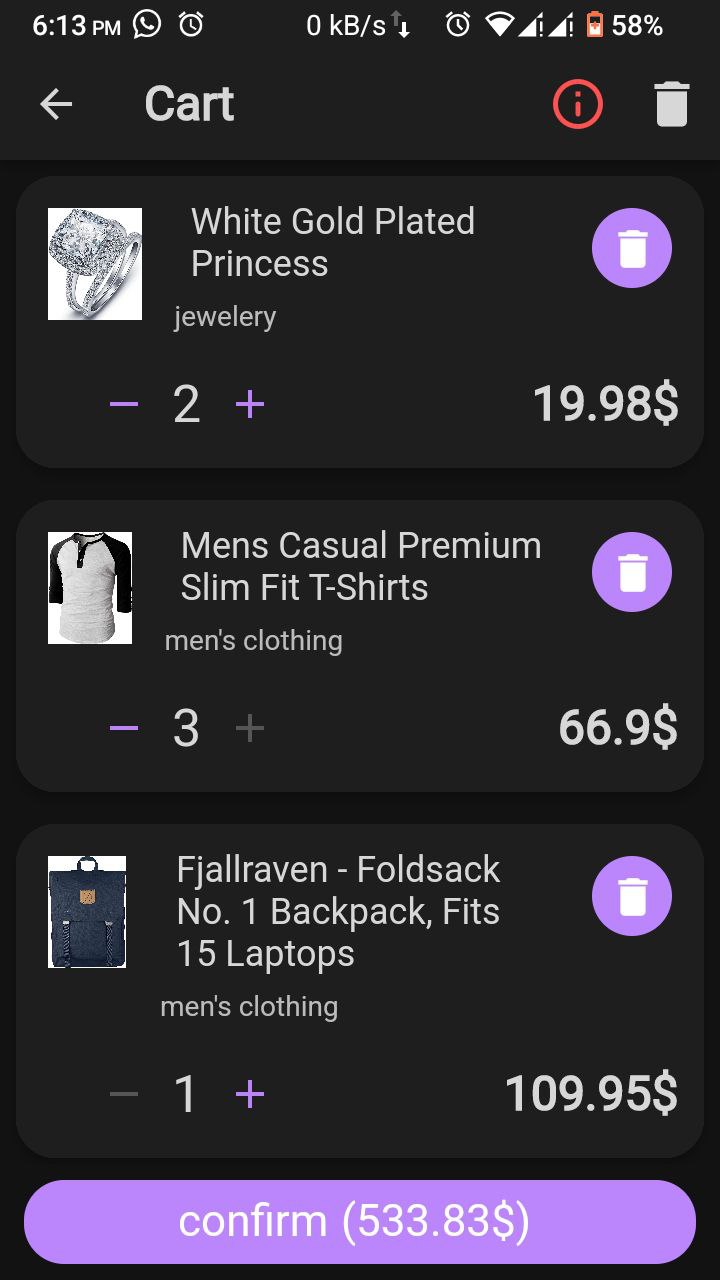 6:13 PM 0 kB/s 58%
Cart
White Gold Plated
Princess
jewelery
2 19.98$
Mens Casual Premium
Slim Fit T-Shirts
men's clothing
3 66.9$
Fjallraven - Foldsack
No. 1 Backpack, Fits
15 Laptops
men's clothing
1 109.95$
confirm (533.83$)